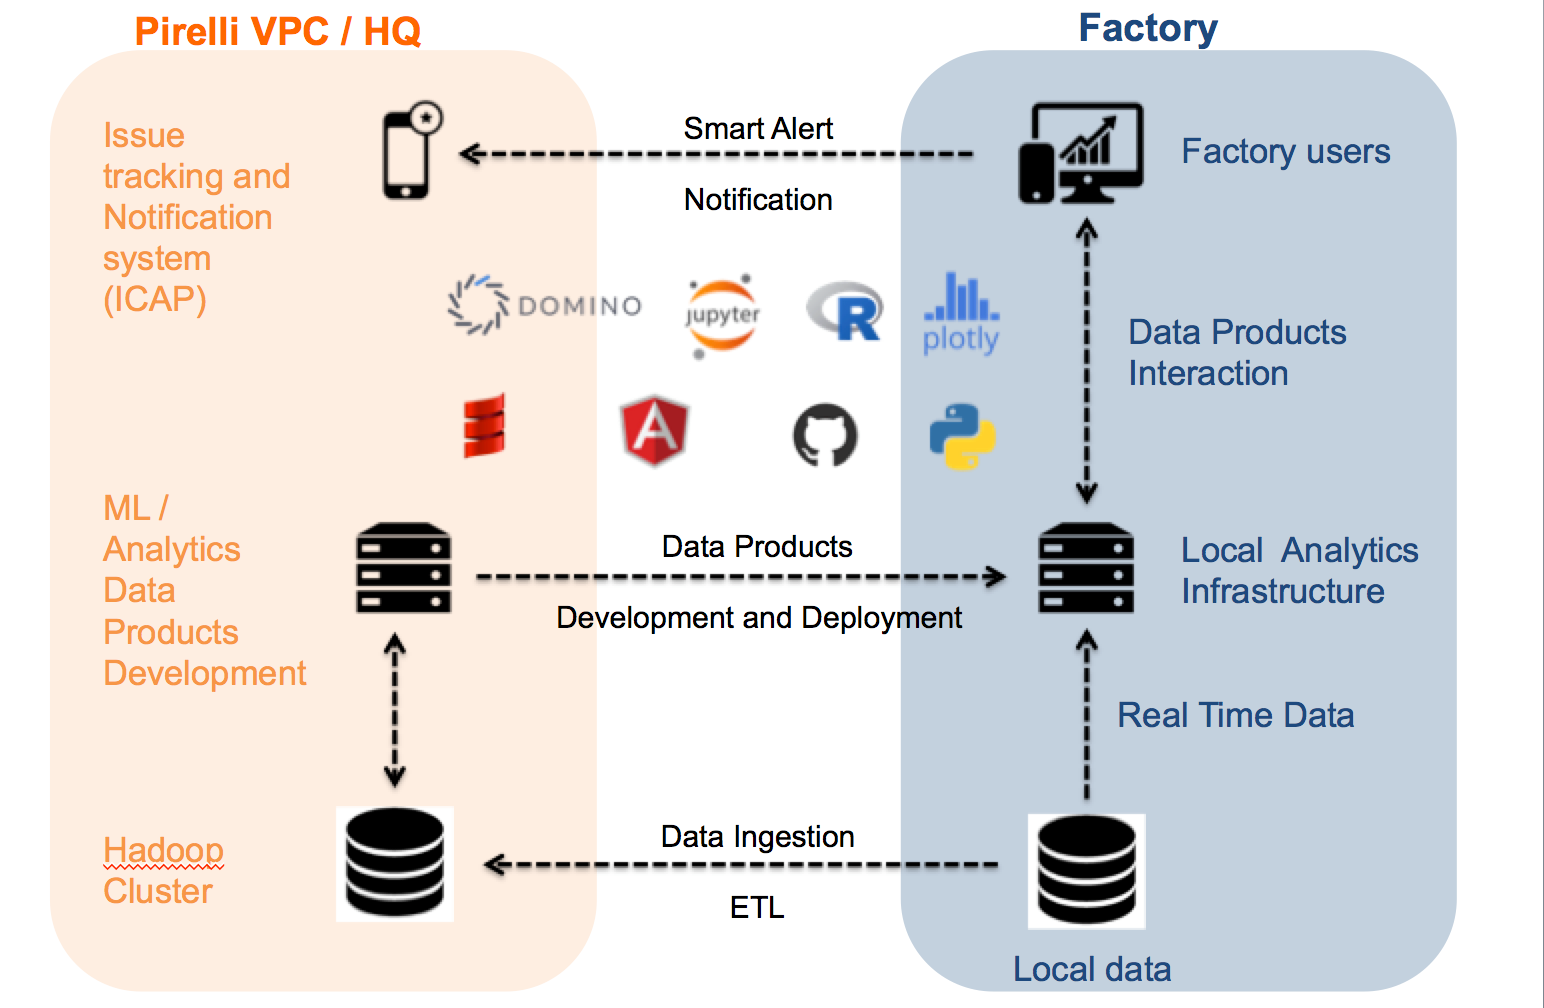 Pirelli VPC / HQ
Factory
Issue
tracking and
Notification
system
(ICAP)
Smart Alert
Notification
Factory users
DOMINO
jupyter
R
plotly
A
Data Products
Interaction
ML /
Analytics
Data
Products
Development
Data Products
Development and Deployment
Local  Analytics
Infrastructure
Real Time Data
Hadoop
Cluster
Data Ingestion
ETL
Local data